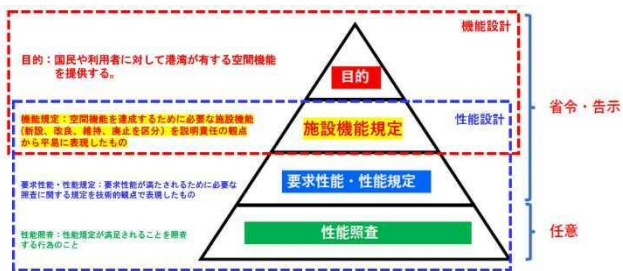 機能設計
目的：国民や利用者に対して港湾が有する空間機能
を提供する。
目的
省令・告示
機能規定：空間機能を達成するために必要な施設機能
(新設、改良、維持、廃止を区分）を説明責任の観点
から平易に表現したもの
施設機能規定
性能設計
要求性能・性能規定：要求性能が満たされるために必要な
照査に関する規定を技術的観点で表現したもの
要求性能・性能規定
性能照査：性能規定が満足されることを照査
する行為のこと
性能照査
任意